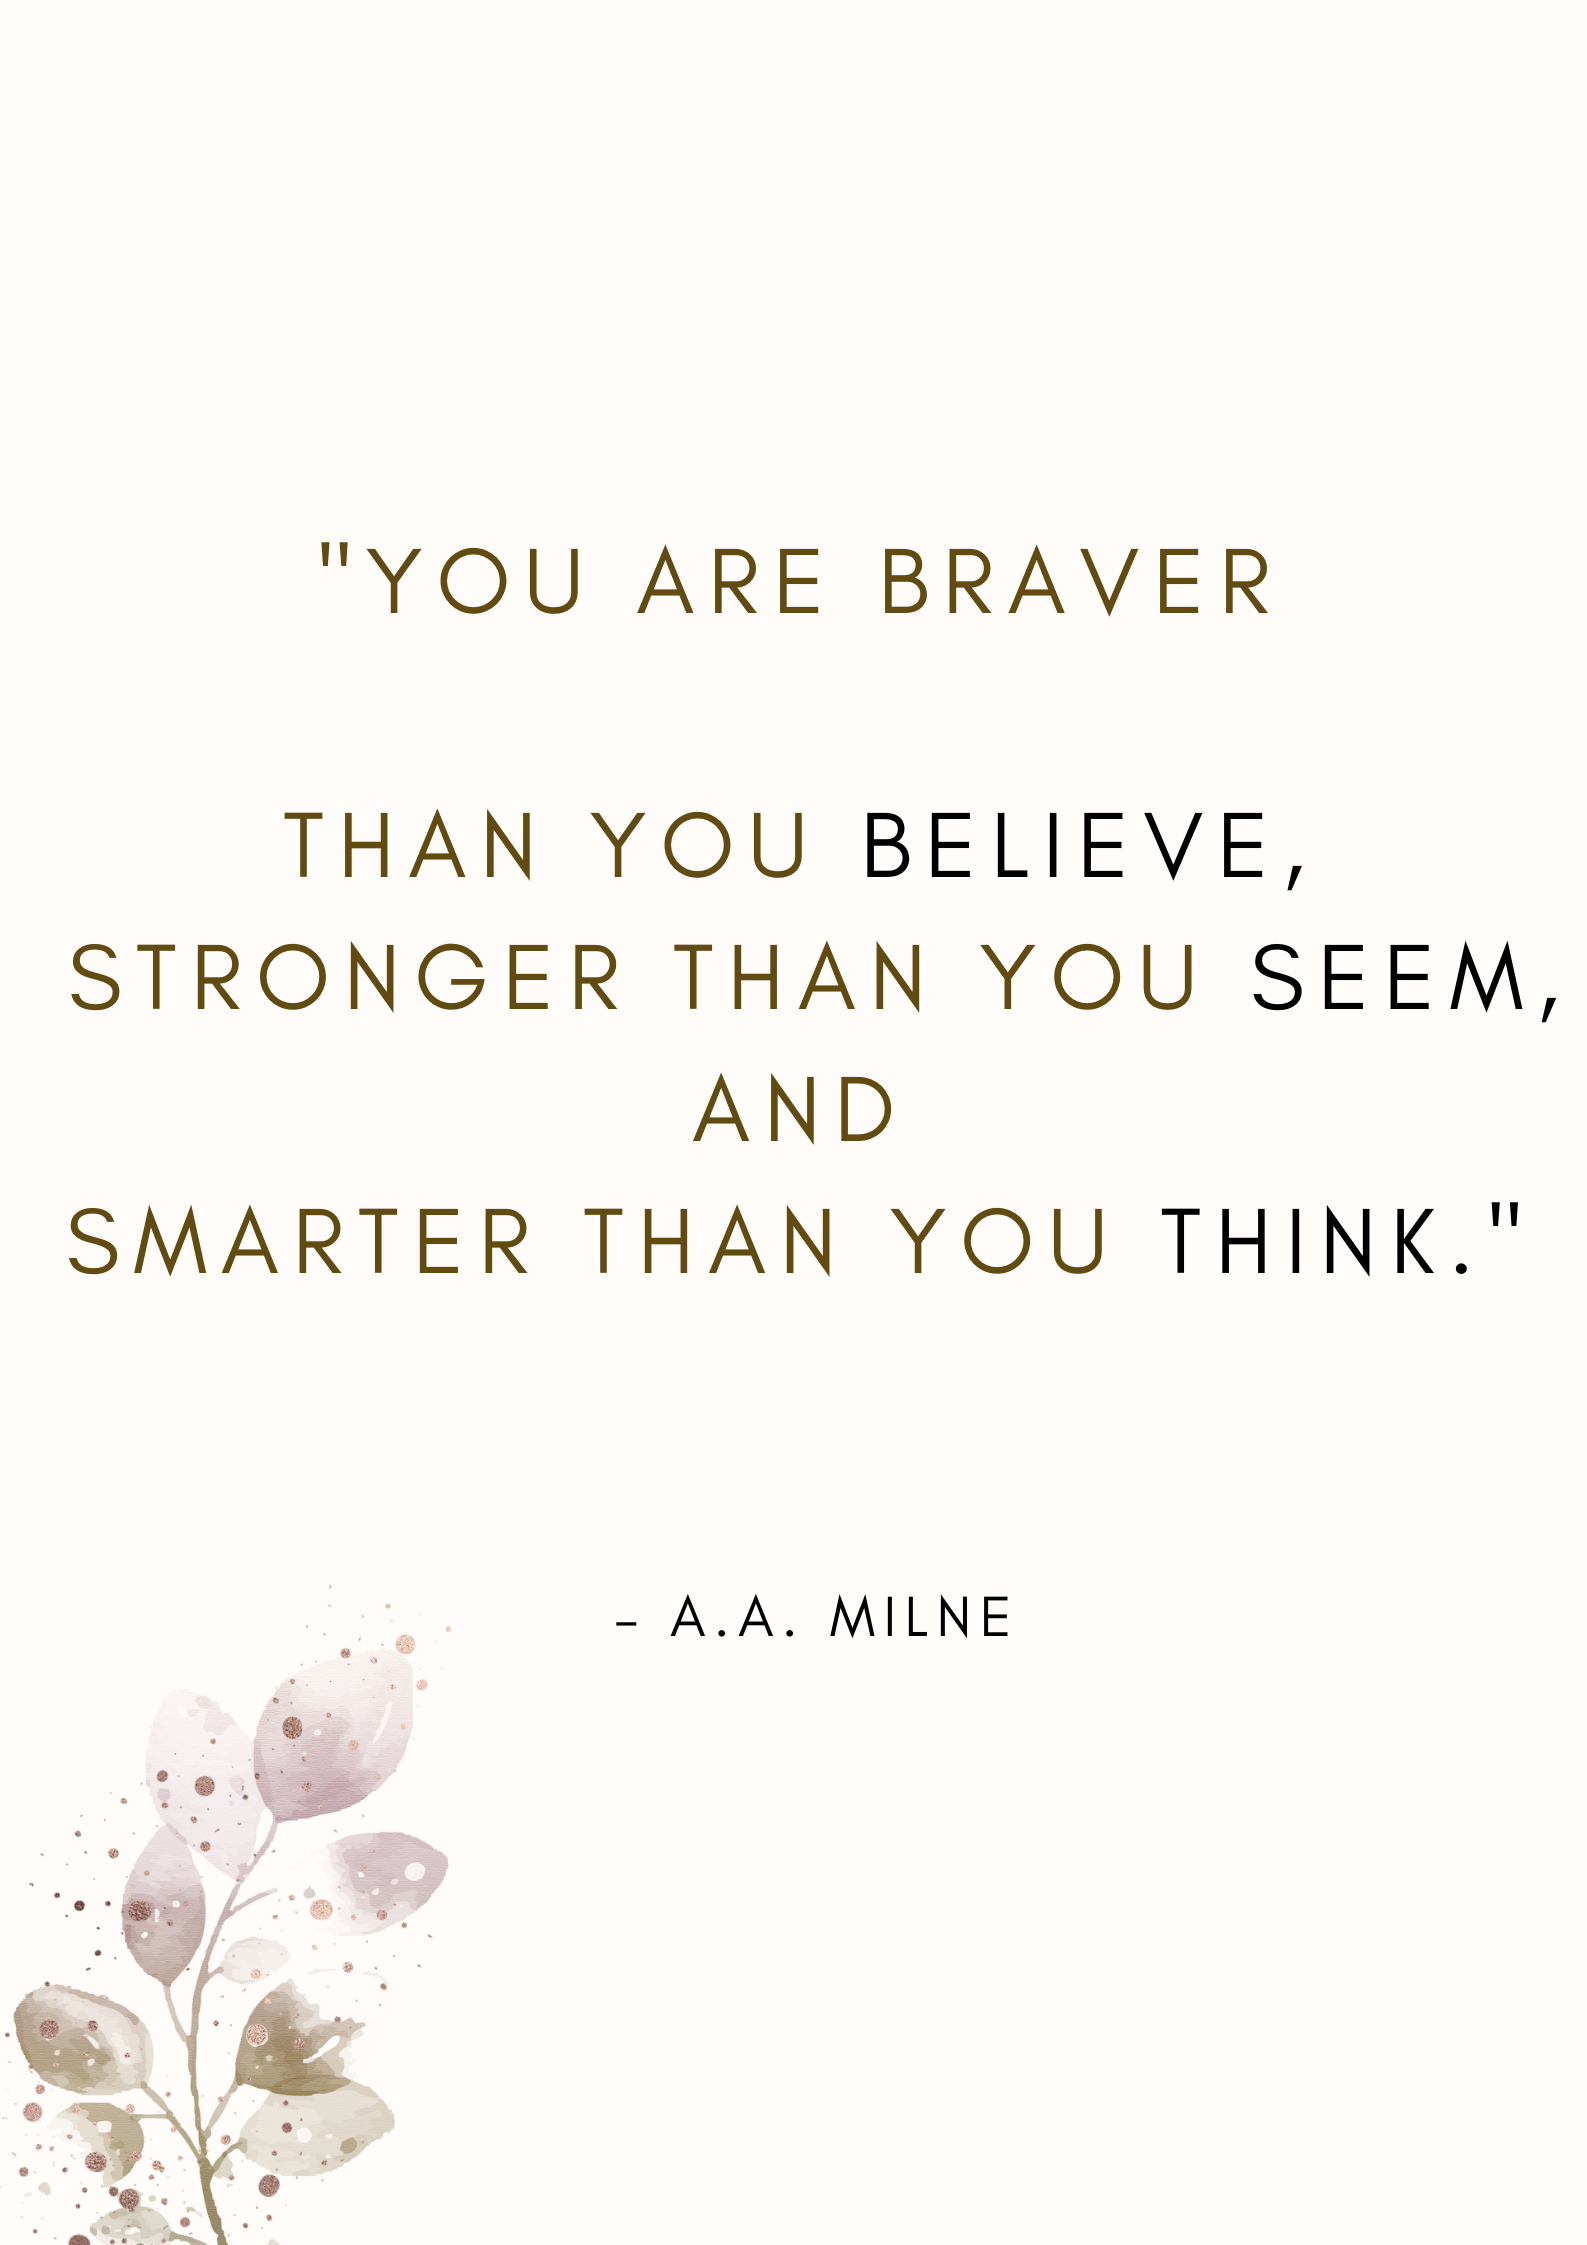 "YOU ARE BRAVER
THAN YOU BELIEVE,
STRONGER THAN YOU SEEM,
AND
SMARTER THAN YOU THINK."
– A.A. MILNE